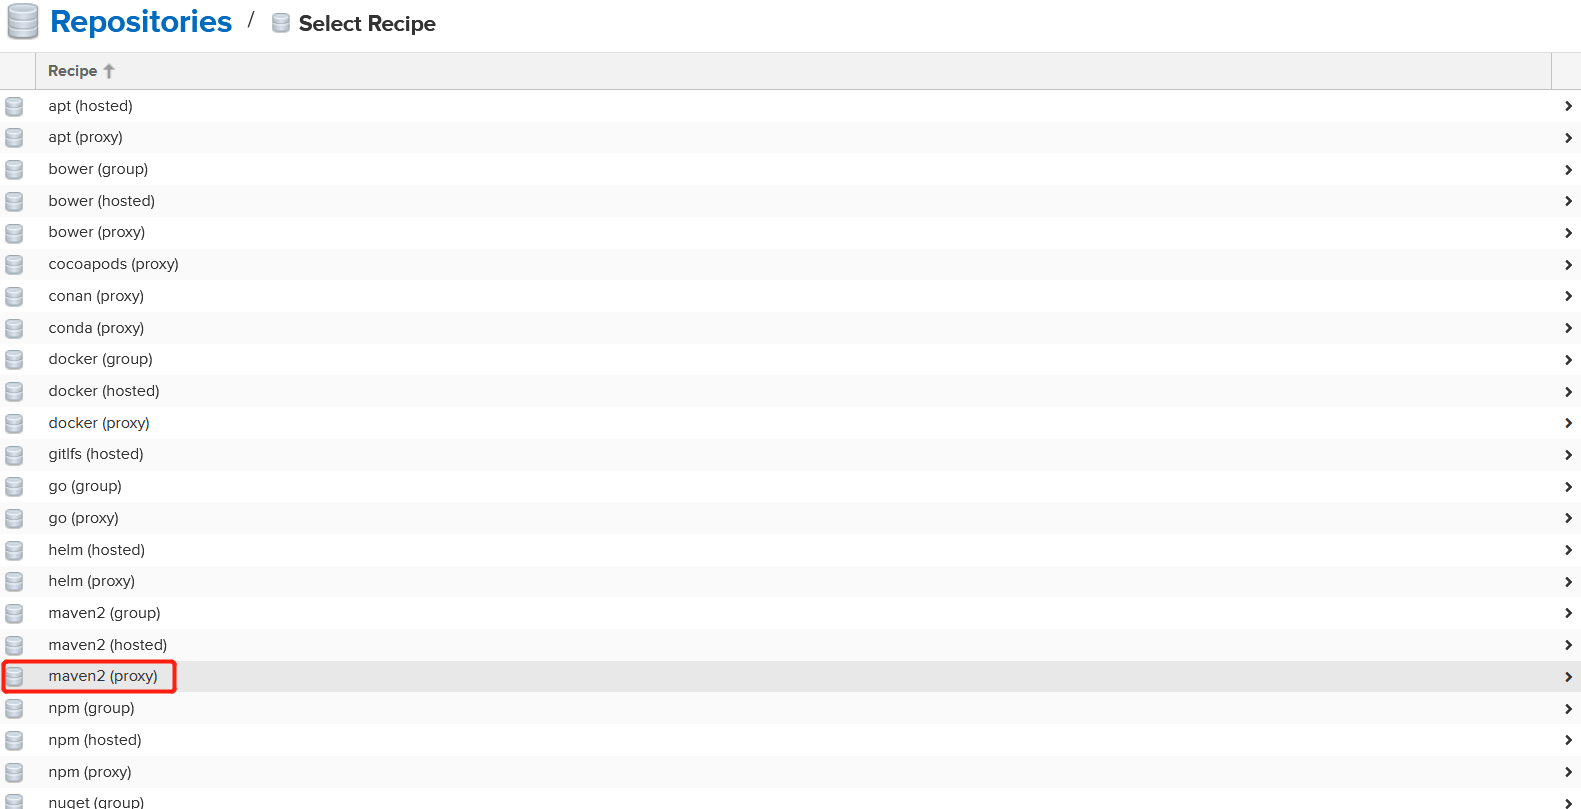 Repositories / Select Recipe
Recipe
apt (hosted)
apt (proxy)
bower (group)
bower (hosted)
bower (proxy)
cocoapods (proxy)
conan (proxy)
conda (proxy)
docker (group)
docker (hosted)
docker (proxy)
gitlfs (hosted)
go (group)
go (proxy)
helm (hosted)
helm (proxy)
maven2 (group)
maven2 (hosted)
maven2 (proxy)
npm (group)
npm (hosted)
npm (proxy)
nuget (group)